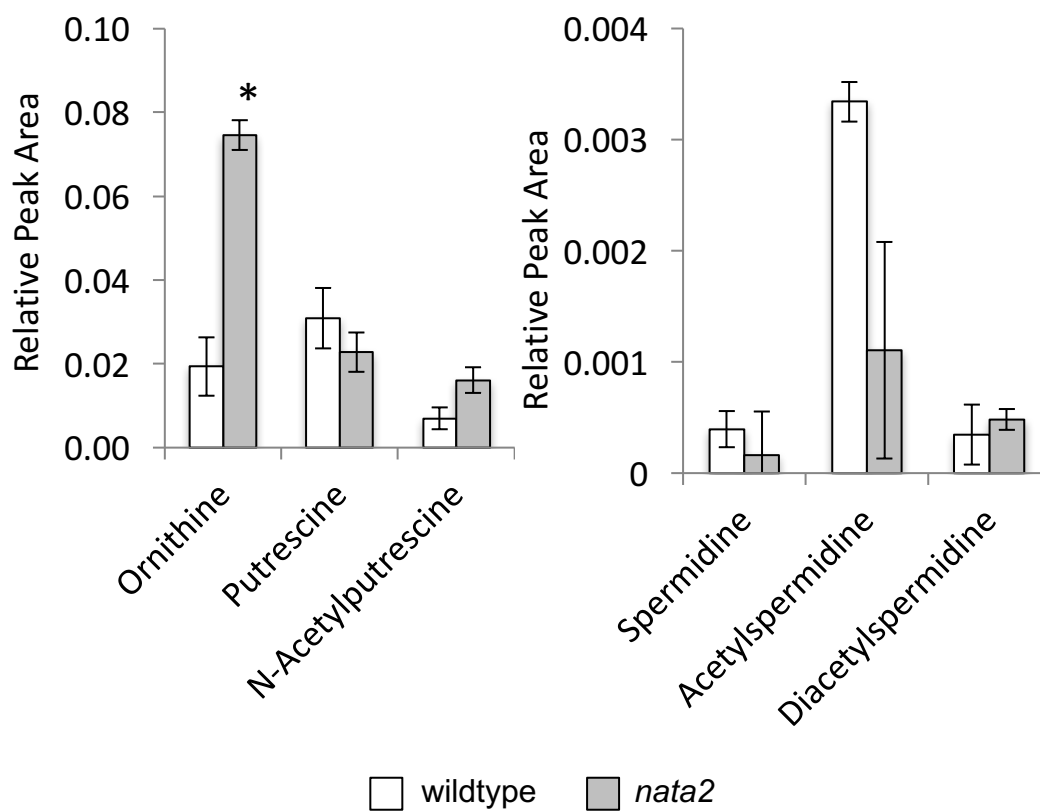 Relative Peak Area
0.10
0.08
0.06
0.04
0.02
0.00
*
Ornithine
Putrescine
N-Acetylputrescine
Relative Peak Area
0.004
0.003
0.002
0.001
0
Spermidine
Acetylspermidine
Diacetylspermidine
wildtype
nata2